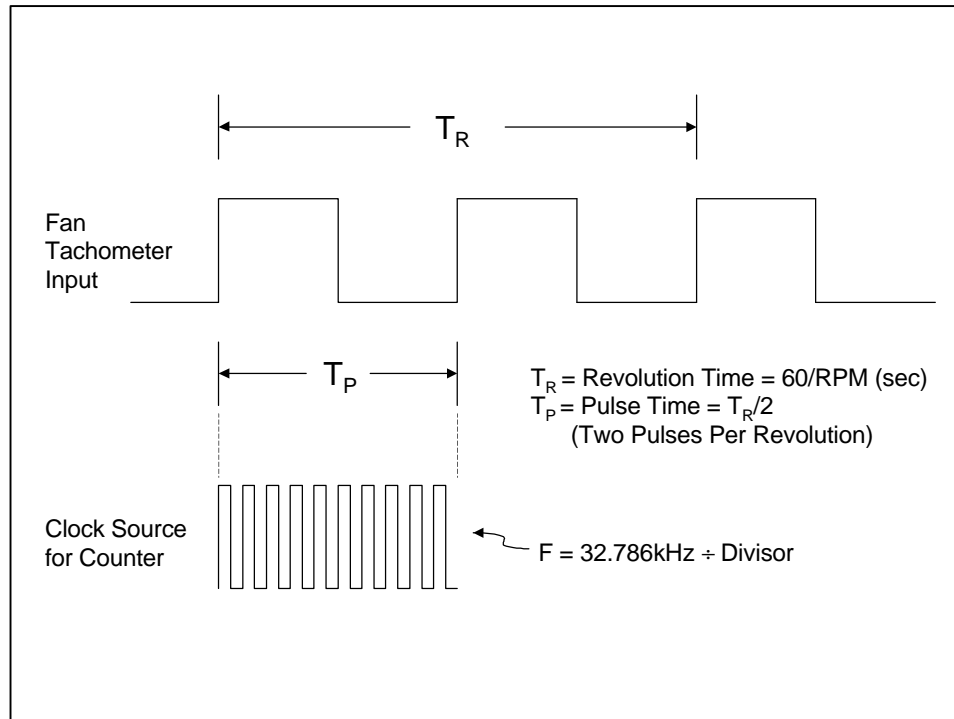 T_R
Fan
Tachometer
Input
T_P
T_R = Revolution Time = 60/RPM (sec)
T_P = Pulse Time = T_R/2
(Two Pulses Per Revolution)
Clock Source
for Counter
F = 32.786kHz ÷ Divisor